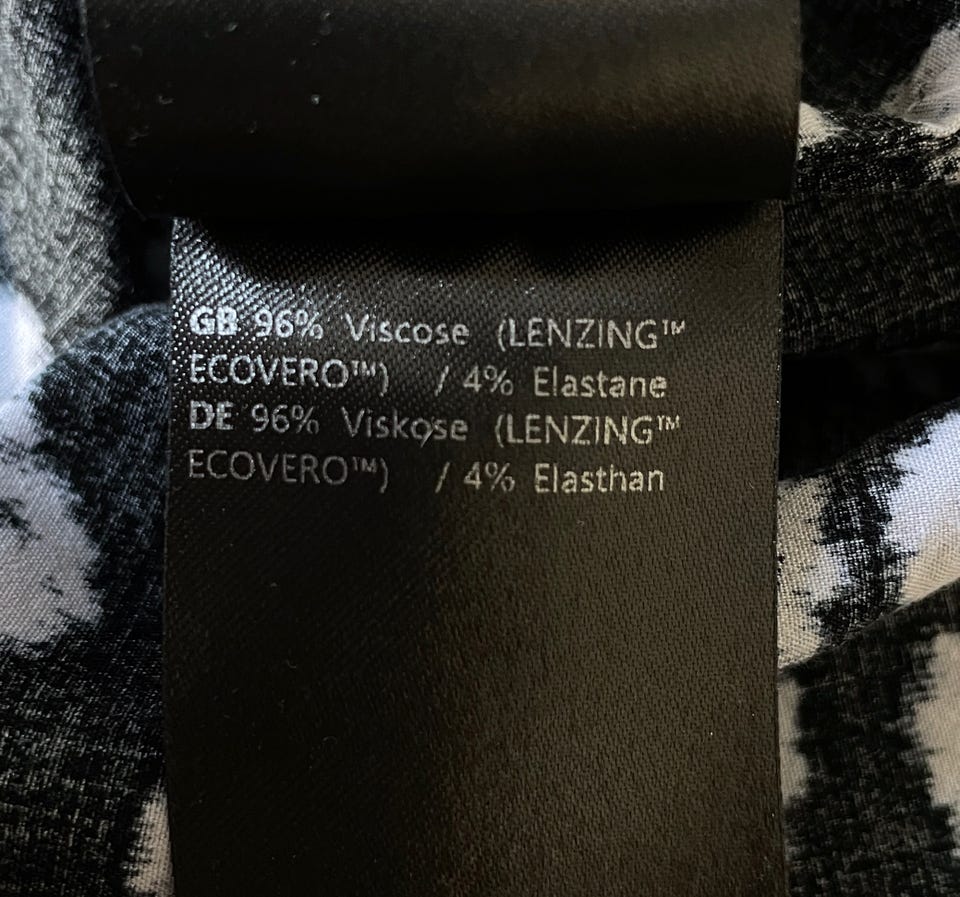 GB 96% Viscose (LENZING™
ECOVERO™) / 4% Elastane
DE 96% Viskose (LENZING™
ECOVERO™) / 4% Elasthan